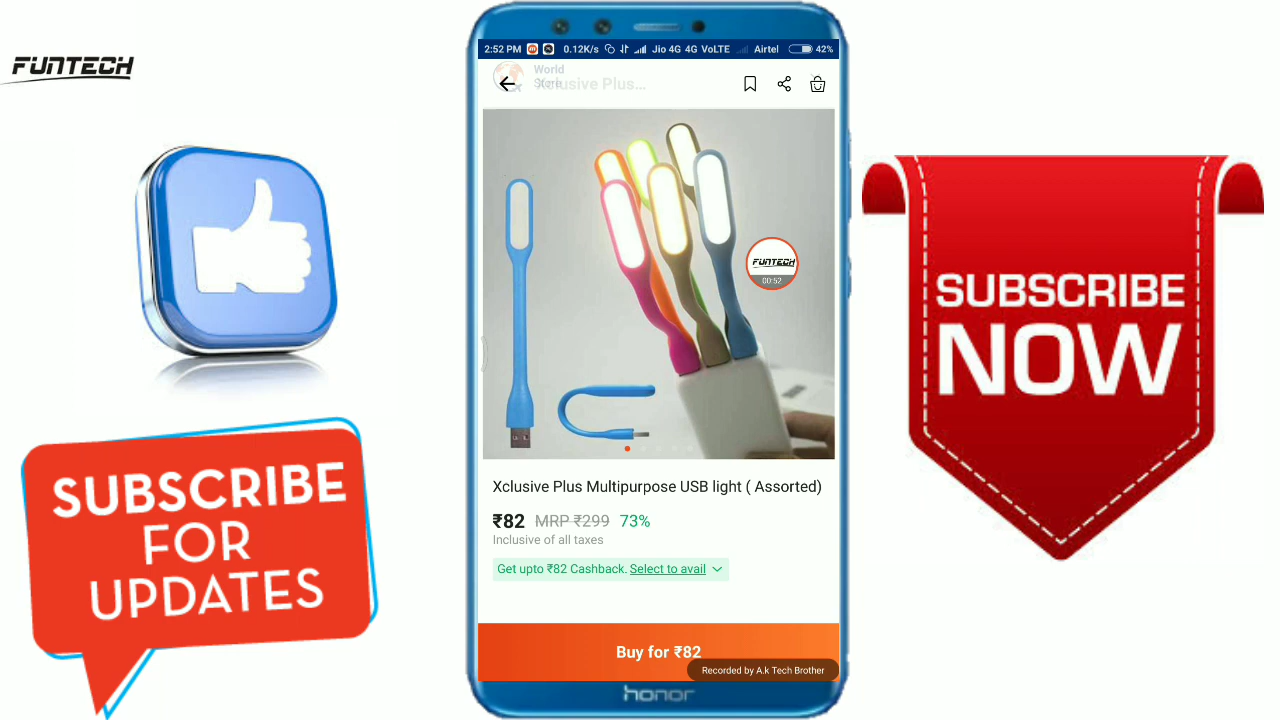 FUNTECH
SUBSCRIBE
FOR
UPDATES
2:52 PM 0.12K/s Jio 4G 4G VoLTE Airtel 42%
World
Store
Xclusive Plus...
FUNTECH
00:52
Xclusive Plus Multipurpose USB light ( Assorted)
₹82 MRP ₹299 73%
Inclusive of all taxes
Get upto ₹82 Cashback. Select to avail
Buy for ₹82
Recorded by A.k Tech Brother
honor
SUBSCRIBE
NOW